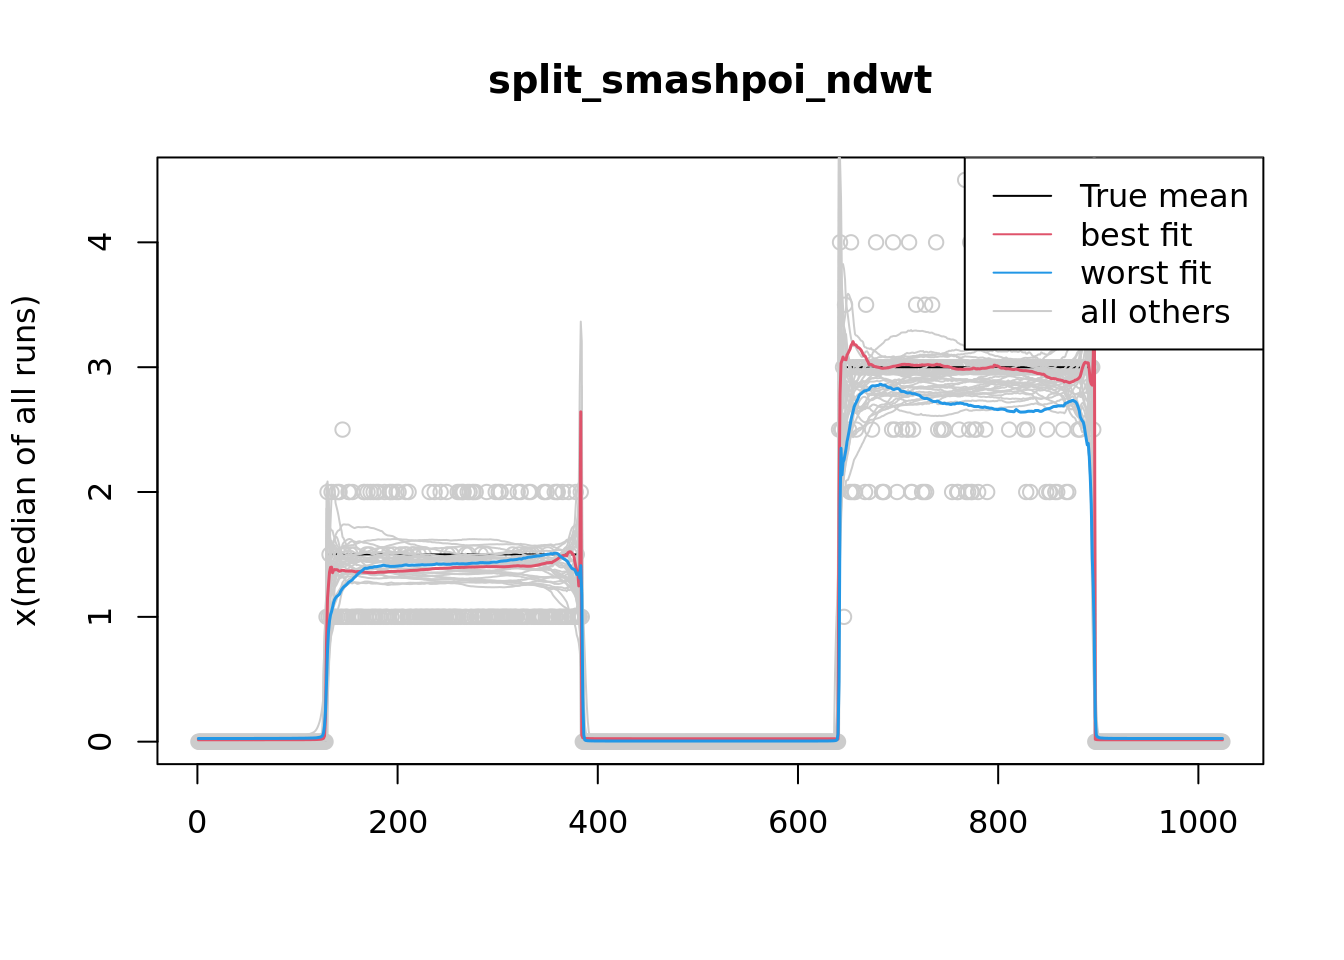 split_smashpoi_ndwt
True mean
best fit
worst fit
all others
x(median of all runs)
4
3
2
1
0
0 200 400 600 800 1000